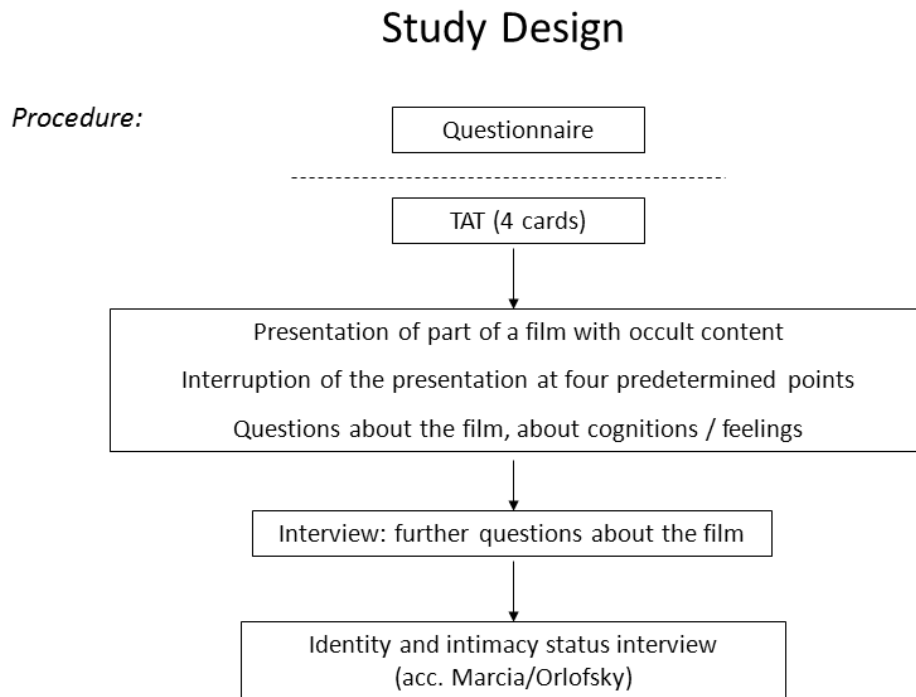 Study Design
Procedure:
Questionnaire
TAT (4 cards)
Presentation of part of a film with occult content
Interruption of the presentation at four predetermined points
Questions about the film, about cognitions / feelings
Interview: further questions about the film
Identity and intimacy status interview
(acc. Marcia/Orlofsky)